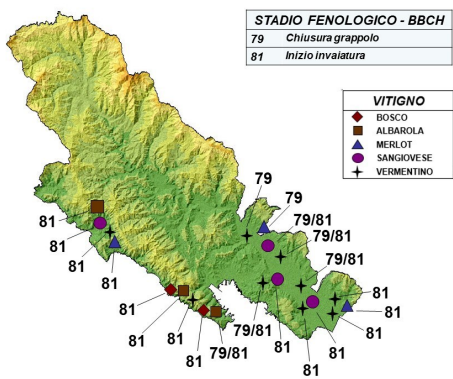 STADIO FENOLOGICO - BBCH
79 Chiusura grappolo
81 Inizio invaiatura
VITIGNO
BOSCO
ALBAROLA
MERLOT
SANGIOVESE
VERMENTINO
79
79
79/81
79/81
79/81
81
81
81
81
81
81
81
81
81
79/81
79/81
81
81
81
81
81